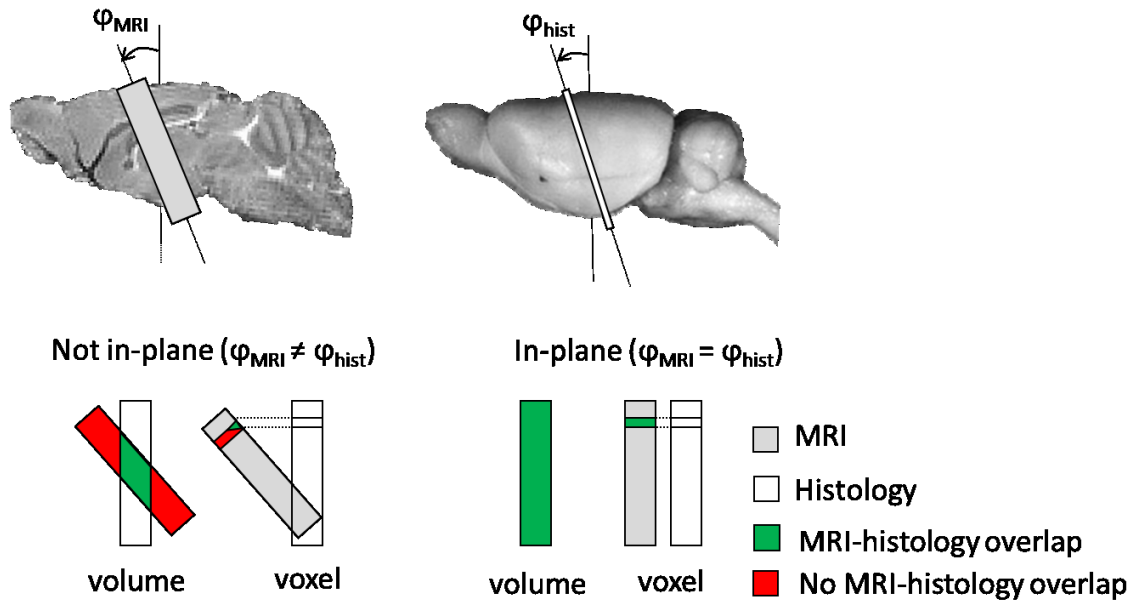 φMRI
φhist
Not in-plane (φMRI ≠ φhist)
In-plane (φMRI = φhist)
MRI
Histology
MRI-histology overlap
No MRI-histology overlap
volume
voxel
volume
voxel